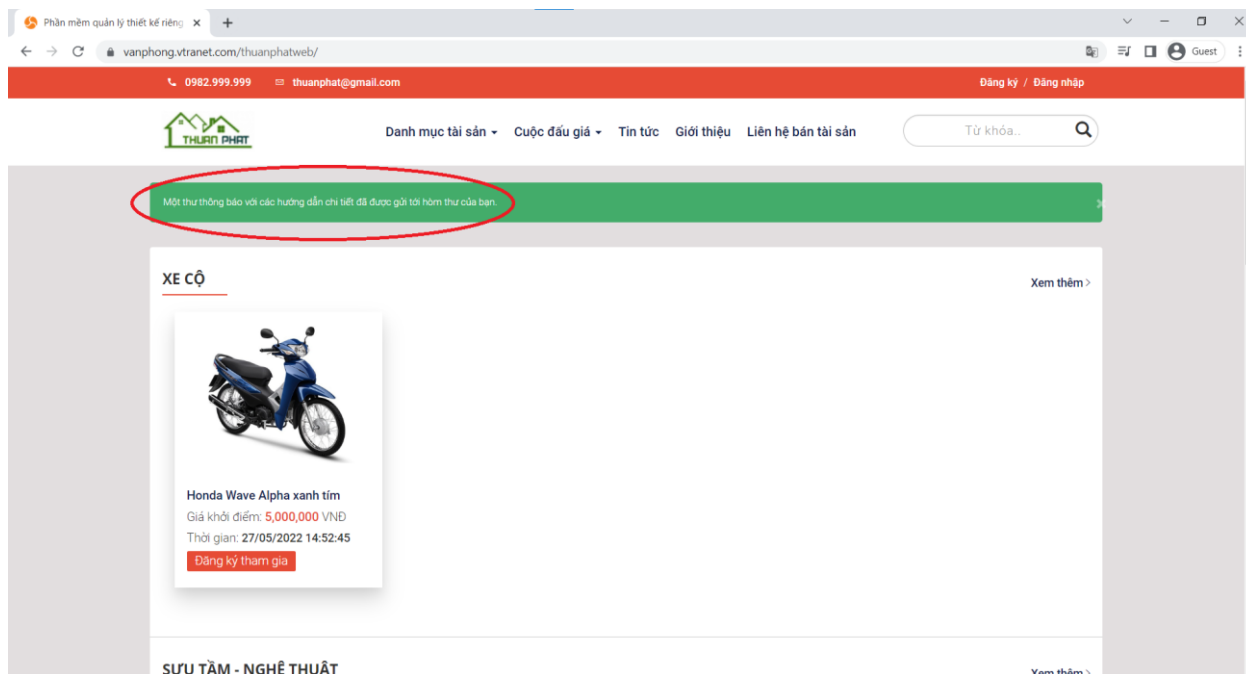 Phần mềm quản lý thiết kế riêng
vanphong.vtranet.com/thuanphatweb/
Guest
0982.999.999 thuanphat@gmail.com Đăng ký / Đăng nhập
THUAN PHAT
Danh mục tài sản Cuộc đấu giá Tin tức Giới thiệu Liên hệ bán tài sản Từ khóa..
Một thư thông báo với các hướng dẫn chi tiết đã được gửi tới hòm thư của bạn.
XE CỘ Xem thêm
Honda Wave Alpha xanh tím
Giá khởi điểm: 5,000,000 VNĐ
Thời gian: 27/05/2022 14:52:45
Đăng ký tham gia
SƯU TẦM - NGHỆ THUẬT Xem thêm